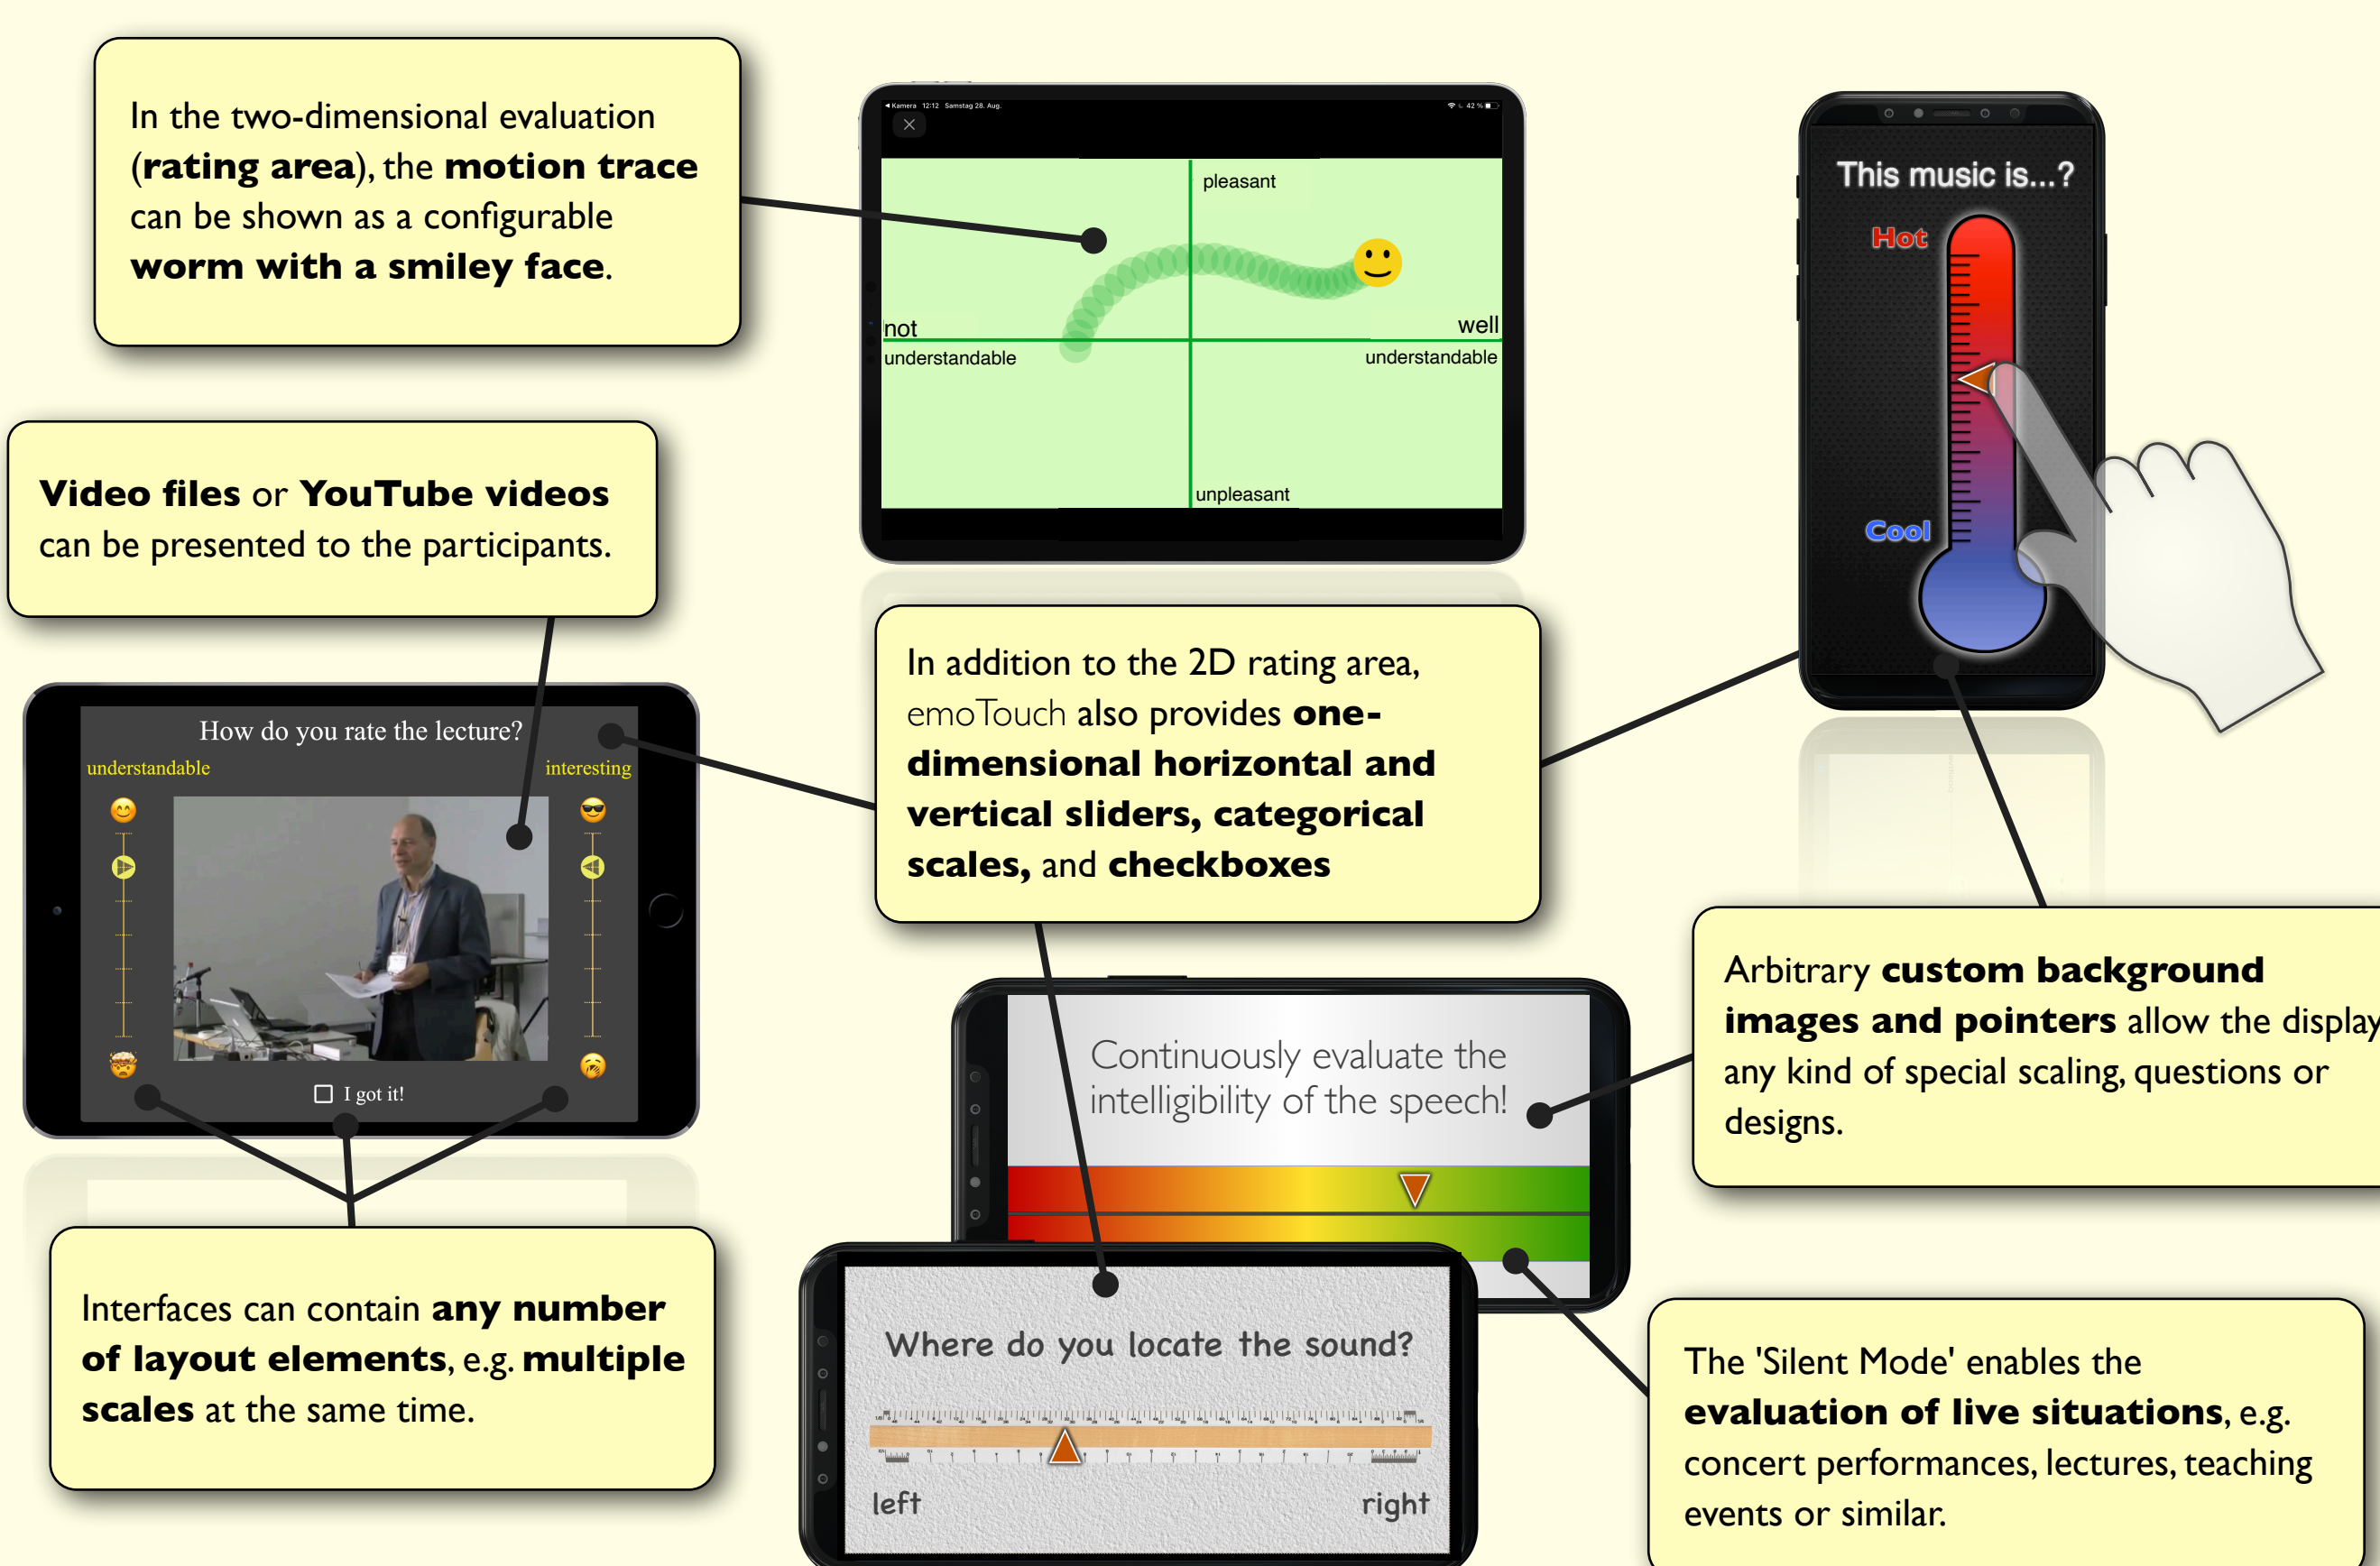 In the two-dimensional evaluation
(rating area), the motion trace
can be shown as a configurable
worm with a smiley face.
Kamera 12:12 Samstag 28. Aug.
42 %
pleasant
not
understandable
well
understandable
unpleasant
This music is...?
Hot
Cool
Video files or YouTube videos
can be presented to the participants.
How do you rate the lecture?
understandable
interesting
I got it!
In addition to the 2D rating area,
emoTouch also provides one-
dimensional horizontal and
vertical sliders, categorical
scales, and checkboxes
Arbitrary custom background
images and pointers allow the display
any kind of special scaling, questions or
designs.
Continuously evaluate the
intelligibility of the speech!
Interfaces can contain any number
of layout elements, e.g. multiple
scales at the same time.
Where do you locate the sound?
left
right
The 'Silent Mode' enables the
evaluation of live situations, e.g.
concert performances, lectures, teaching
events or similar.